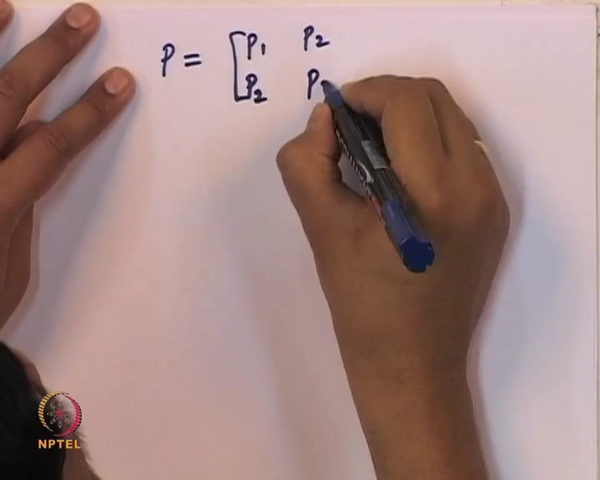 P = [ P₁ P₂
P₂ P
NPTEL